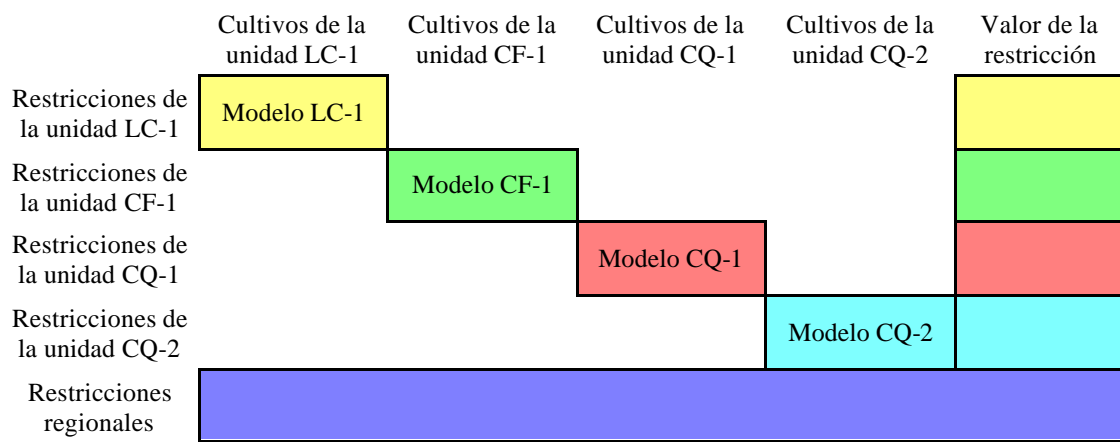 Cultivos de la
unidad LC-1
Cultivos de la
unidad CF-1
Cultivos de la
unidad CQ-1
Cultivos de la
unidad CQ-2
Valor de la
restricción
Restricciones de
la unidad LC-1
Modelo LC-1
Restricciones de
la unidad CF-1
Modelo CF-1
Restricciones de
la unidad CQ-1
Modelo CQ-1
Restricciones de
la unidad CQ-2
Modelo CQ-2
Restricciones
regionales